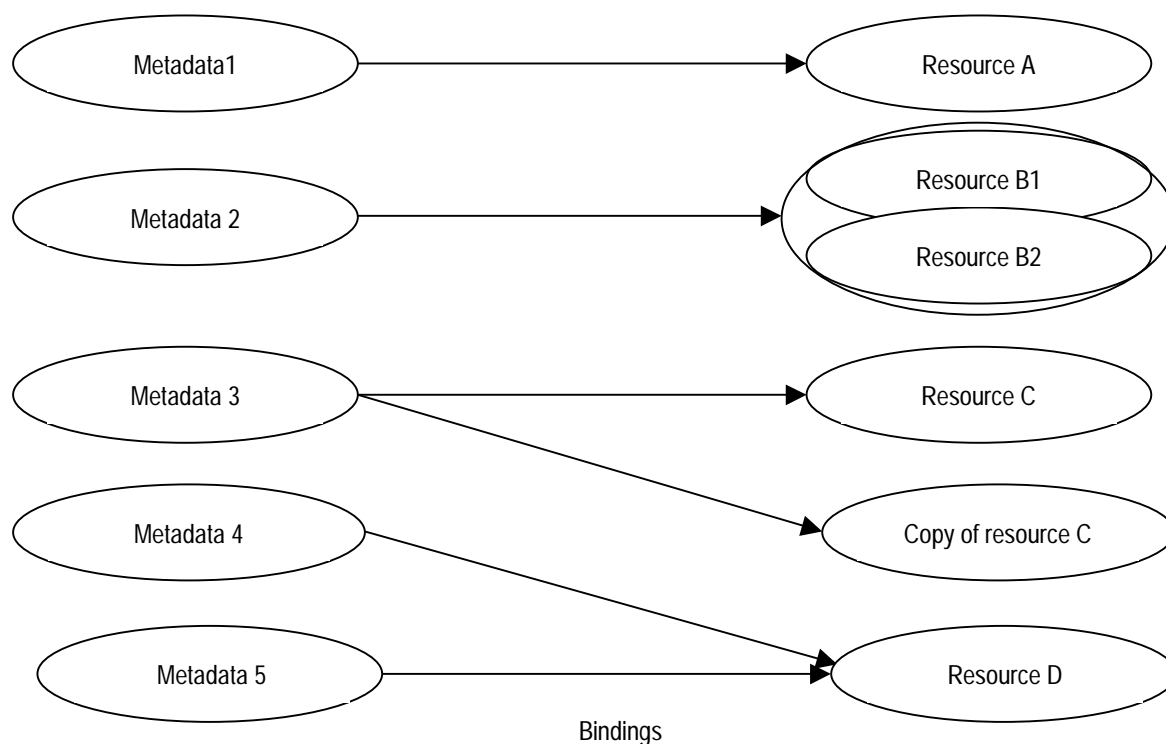 Metadata1
Resource A
Resource B1
Metadata 2
Resource B2
Metadata 3
Resource C
Metadata 4
Copy of resource C
Metadata 5
Resource D
Bindings